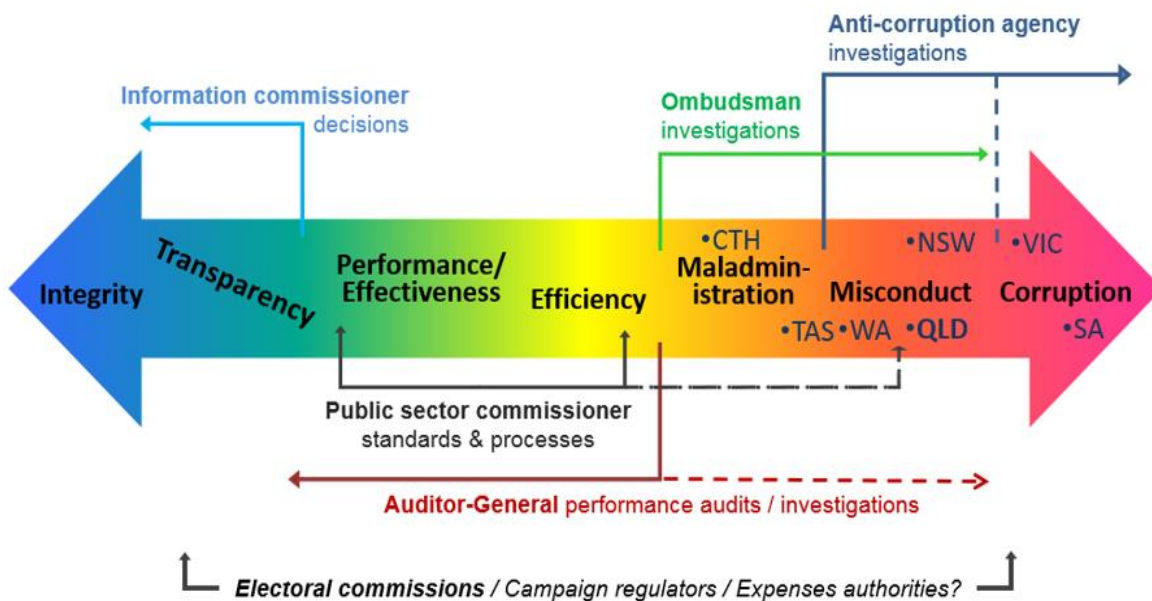 Anti-corruption agency
investigations
Information commissioner
decisions
Ombudsman
investigations
•CTH
•NSW
•VIC
Integrity
Transparency
Performance/
Effectiveness
Efficiency
Maladmin-
istration
Misconduct
Corruption
•TAS •WA •QLD
•SA
Public sector commissioner
standards & processes
Auditor-General performance audits / investigations
Electoral commissions / Campaign regulators / Expenses authorities?